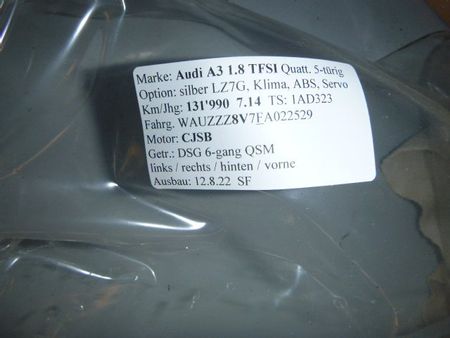 Marke: Audi A3 1.8 TFSI Quatt. 5-türig
Option: silber LZ7G, Klima, ABS, Servo
Km/Jhg: 131'990 7.14 TS: 1AD323
Fahrg. WAUZZZ8V7FA022529
Motor: CJSB
Getr.: DSG 6-gang QSM
links / rechts / hinten / vorne
Ausbau: 12.8.22 SF